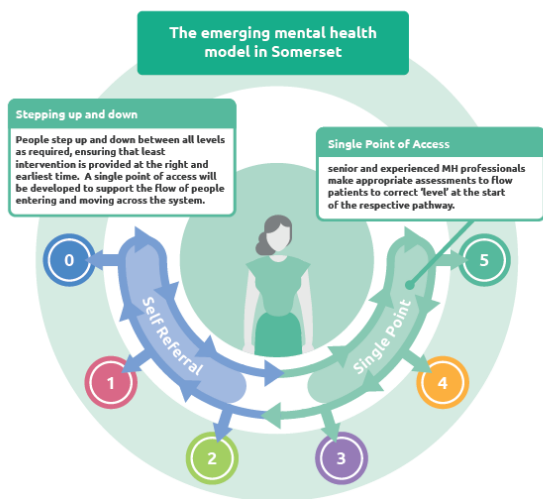 The emerging mental health
model in Somerset
Stepping up and down
People step up and down between all levels
as required, ensuring that least
intervention is provided at the right and
earliest time. A single point of access will
be developed to support the flow of people
entering and moving across the system.
Single Point of Access
senior and experienced MH professionals
make appropriate assessments to flow
patients to correct 'level' at the start
of the respective pathway.
0
5
Self Referral
Single Point
1
4
2
3